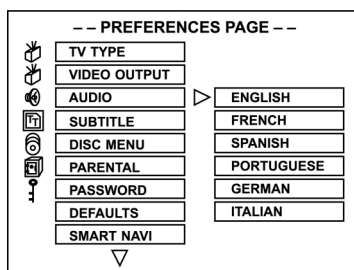 -- PREFERENCES PAGE --
TV TYPE
VIDEO OUTPUT
AUDIO
SUBTITLE
DISC MENU
PARENTAL
PASSWORD
DEFAULTS
SMART NAVI
ENGLISH
FRENCH
SPANISH
PORTUGUESE
GERMAN
ITALIAN